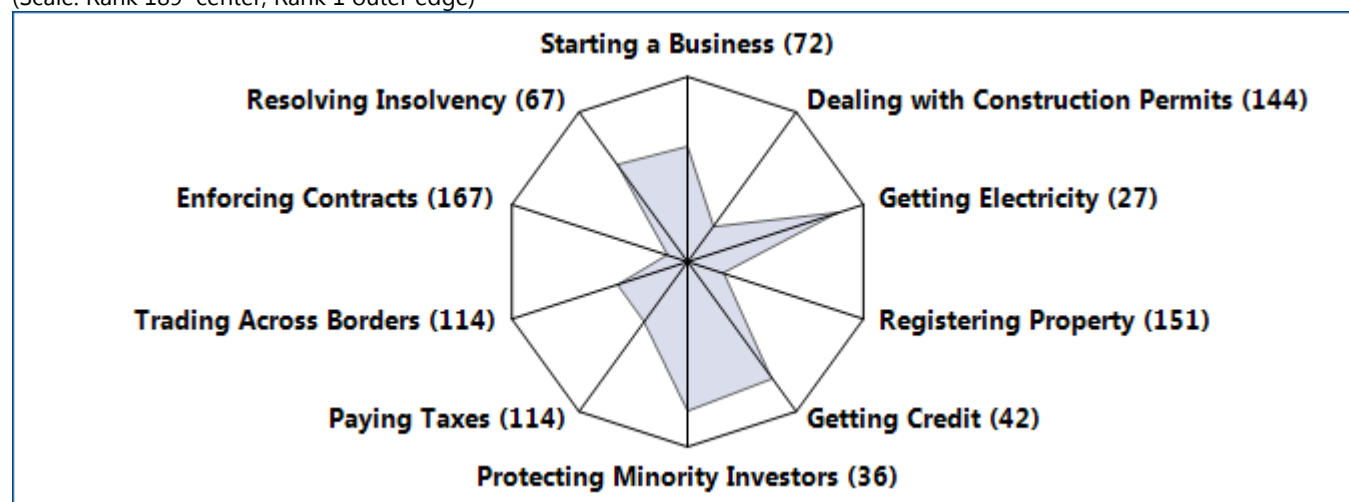 (Scale: Rank 189 center, Rank 1 outer edge)
Starting a Business (72)
Resolving Insolvency (67)
Dealing with Construction Permits (144)
Enforcing Contracts (167)
Getting Electricity (27)
Trading Across Borders (114)
Registering Property (151)
Paying Taxes (114)
Getting Credit (42)
Protecting Minority Investors (36)